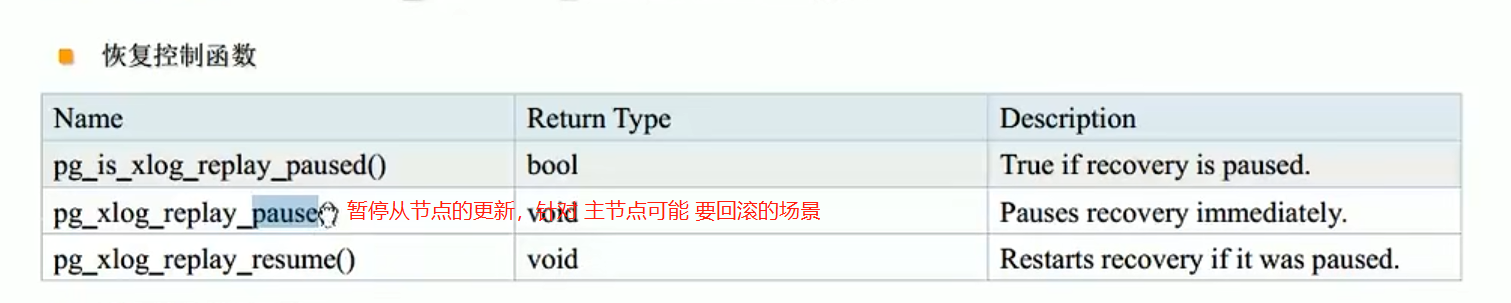 恢复控制函数
Name Return Type Description
pg_is_xlog_replay_paused() bool True if recovery is paused.
pg_xlog_replay_pause() 暂停从节点的更新，针对 主节点可能 要回滚的场景 void Pauses recovery immediately.
pg_xlog_replay_resume() void Restarts recovery if it was paused.